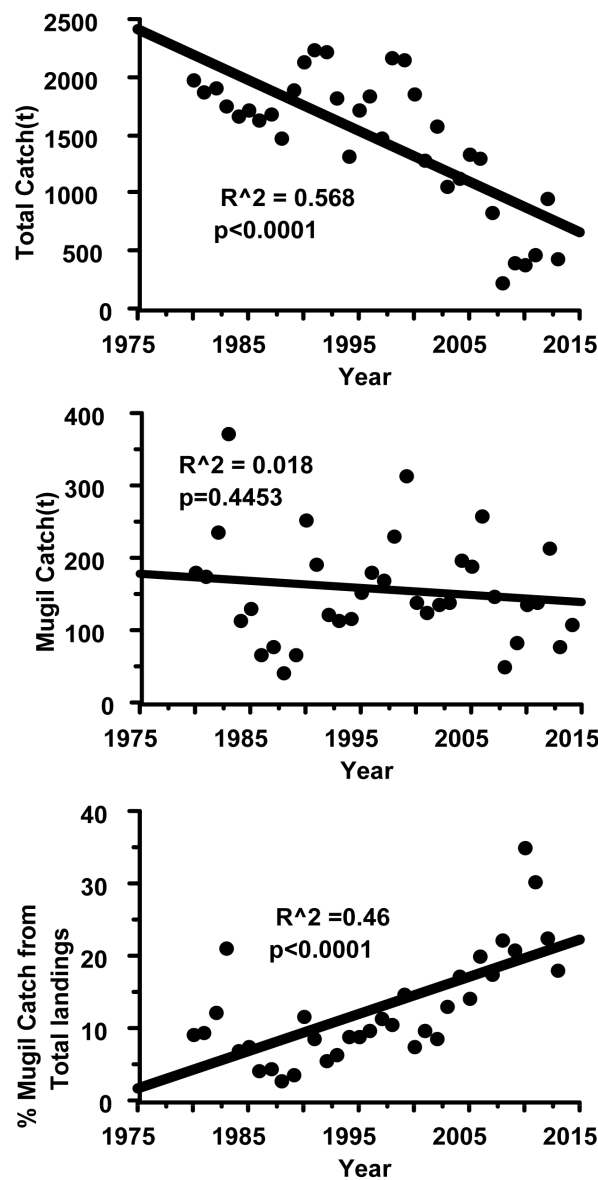 2500
2000
1500
1000
500
0
Total Catch(t)
R^2 = 0.568
p<0.0001
1975 1985 1995 2005 2015
Year
400
300
200
100
0
Mugil Catch(t)
R^2 = 0.018
p=0.4453
1975 1985 1995 2005 2015
Year
40
30
20
10
0
% Mugil Catch from
Total landings
R^2 =0.46
p<0.0001
1975 1985 1995 2005 2015
Year